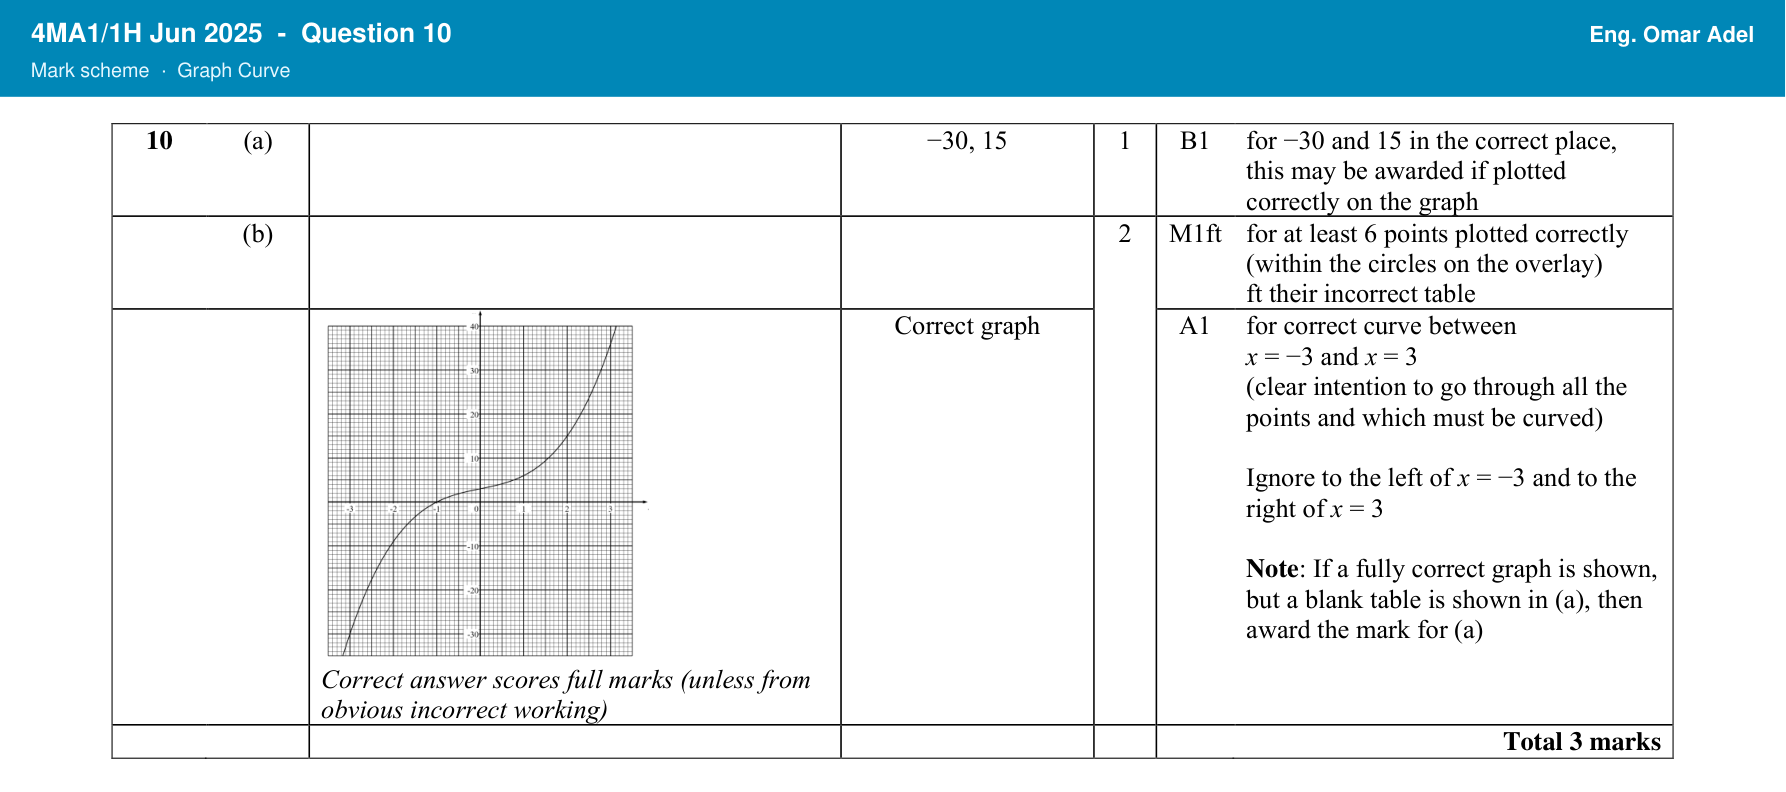 4MA1/1H Jun 2025 - Question 10
Eng. Omar Adel
Mark scheme · Graph Curve
10 (a) −30, 15 1 B1 for −30 and 15 in the correct place,
this may be awarded if plotted
correctly on the graph
(b) 2 M1ft for at least 6 points plotted correctly
(within the circles on the overlay)
ft their incorrect table
Correct graph A1 for correct curve between
x = −3 and x = 3
(clear intention to go through all the
points and which must be curved)
Ignore to the left of x = −3 and to the
right of x = 3
Note: If a fully correct graph is shown,
but a blank table is shown in (a), then
award the mark for (a)
40
30
20
10
-3 -2 -1 0 1 2 3
-10
-20
-30
Correct answer scores full marks (unless from
obvious incorrect working)
Total 3 marks